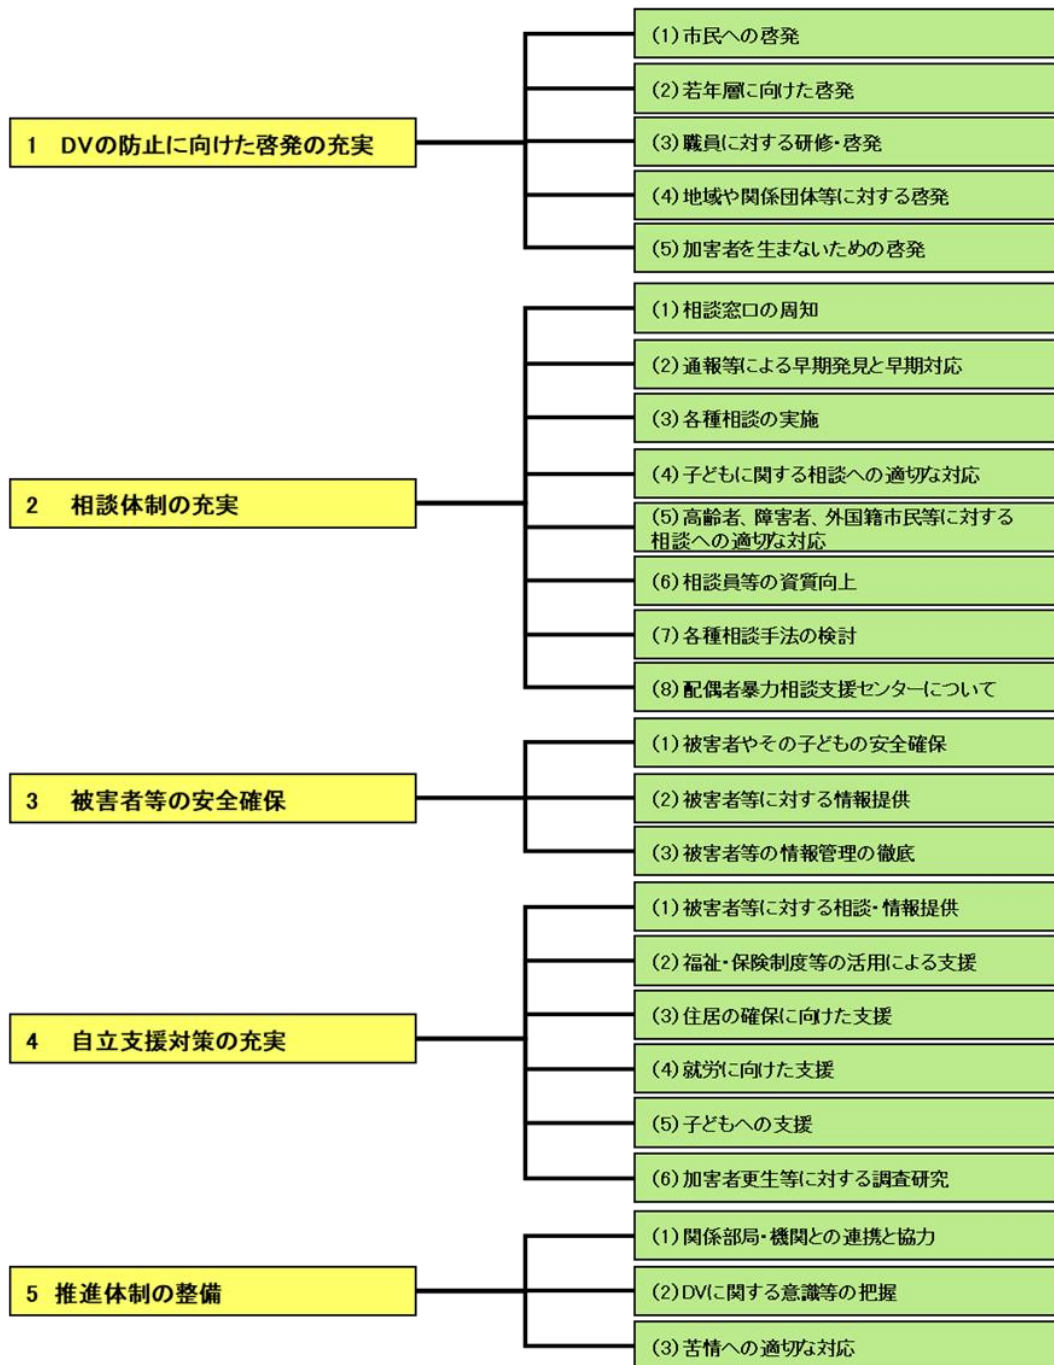 1 DVの防止に向けた啓発の充実
(1)市民への啓発
(2)若年層に向けた啓発
(3)職員に対する研修・啓発
(4)地域や関係団体等に対する啓発
(5)加害者を生まないための啓発
2 相談体制の充実
(1)相談窓口の周知
(2)通報等による早期発見と早期対応
(3)各種相談の実施
(4)子どもに関する相談への適切な対応
(5)高齢者、障害者、外国籍市民等に対する
相談への適切な対応
(6)相談員等の資質向上
(7)各種相談手法の検討
(8)配偶者暴力相談支援センターについて
3 被害者等の安全確保
(1)被害者やその子どもの安全確保
(2)被害者等に対する情報提供
(3)被害者等の情報管理の徹底
4 自立支援対策の充実
(1)被害者等に対する相談・情報提供
(2)福祉・保険制度等の活用による支援
(3)住居の確保に向けた支援
(4)就労に向けた支援
(5)子どもへの支援
(6)加害者更生等に対する調査研究
5 推進体制の整備
(1)関係部局・機関との連携と協力
(2)DVに関する意識等の把握
(3)苦情への適切な対応